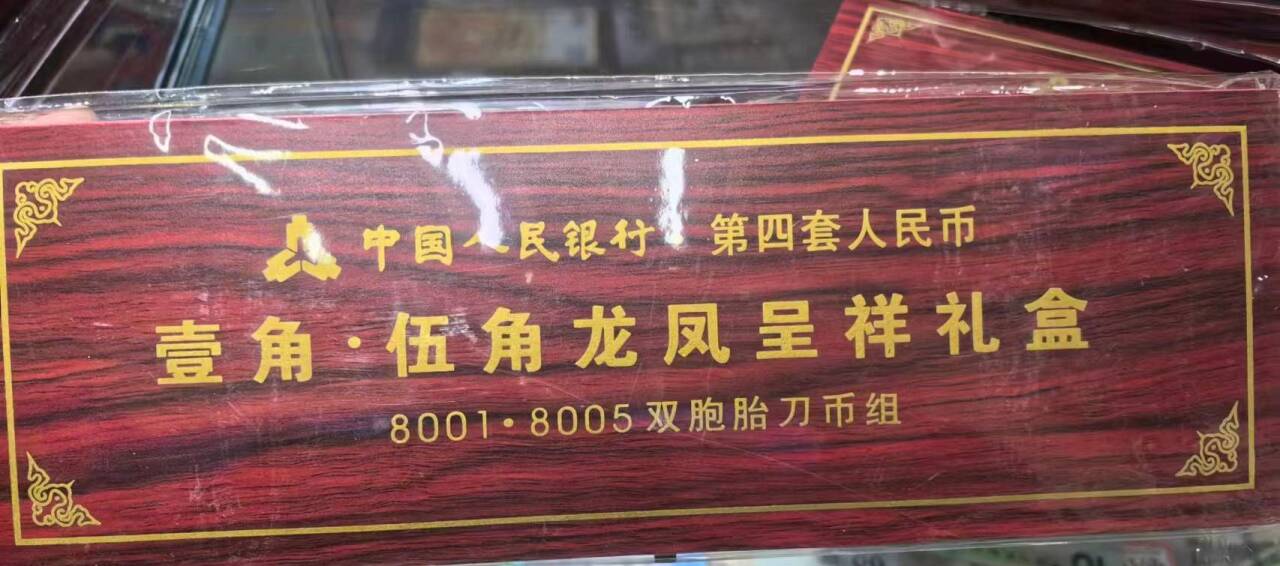 中国人民银行·第四套人民币
壹角·伍角龙凤呈祥礼盒
8001·8005双胞胎刀币组